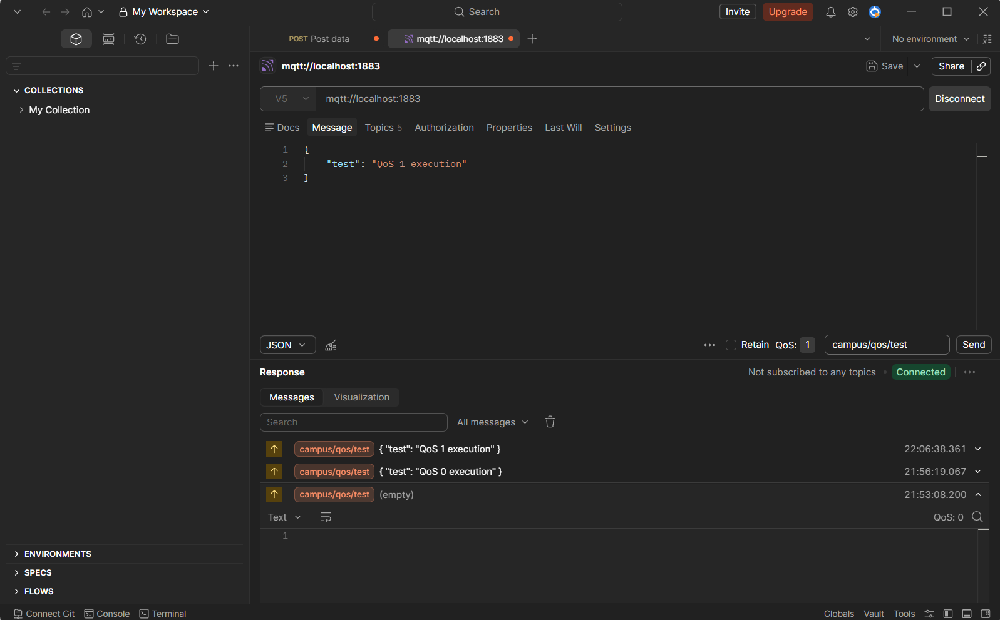 My Workspace
Search
Invite
Upgrade
POST Post data
mqtt://localhost:1883
No environment
mqtt://localhost:1883
Save
Share
COLLECTIONS
My Collection
V5
mqtt://localhost:1883
Disconnect
Docs
Message
Topics 5
Authorization
Properties
Last Will
Settings
1 {
2 "test": "QoS 1 execution"
3 }
JSON
Retain
QoS: 1
campus/qos/test
Send
Response
Not subscribed to any topics
Connected
Messages
Visualization
Search
All messages
campus/qos/test { "test": "QoS 1 execution" } 22:06:38.361
campus/qos/test { "test": "QoS 0 execution" } 21:56:19.067
campus/qos/test (empty) 21:53:08.200
Text
QoS: 0
1
ENVIRONMENTS
SPECS
FLOWS
Connect Git
Console
Terminal
Globals
Vault
Tools